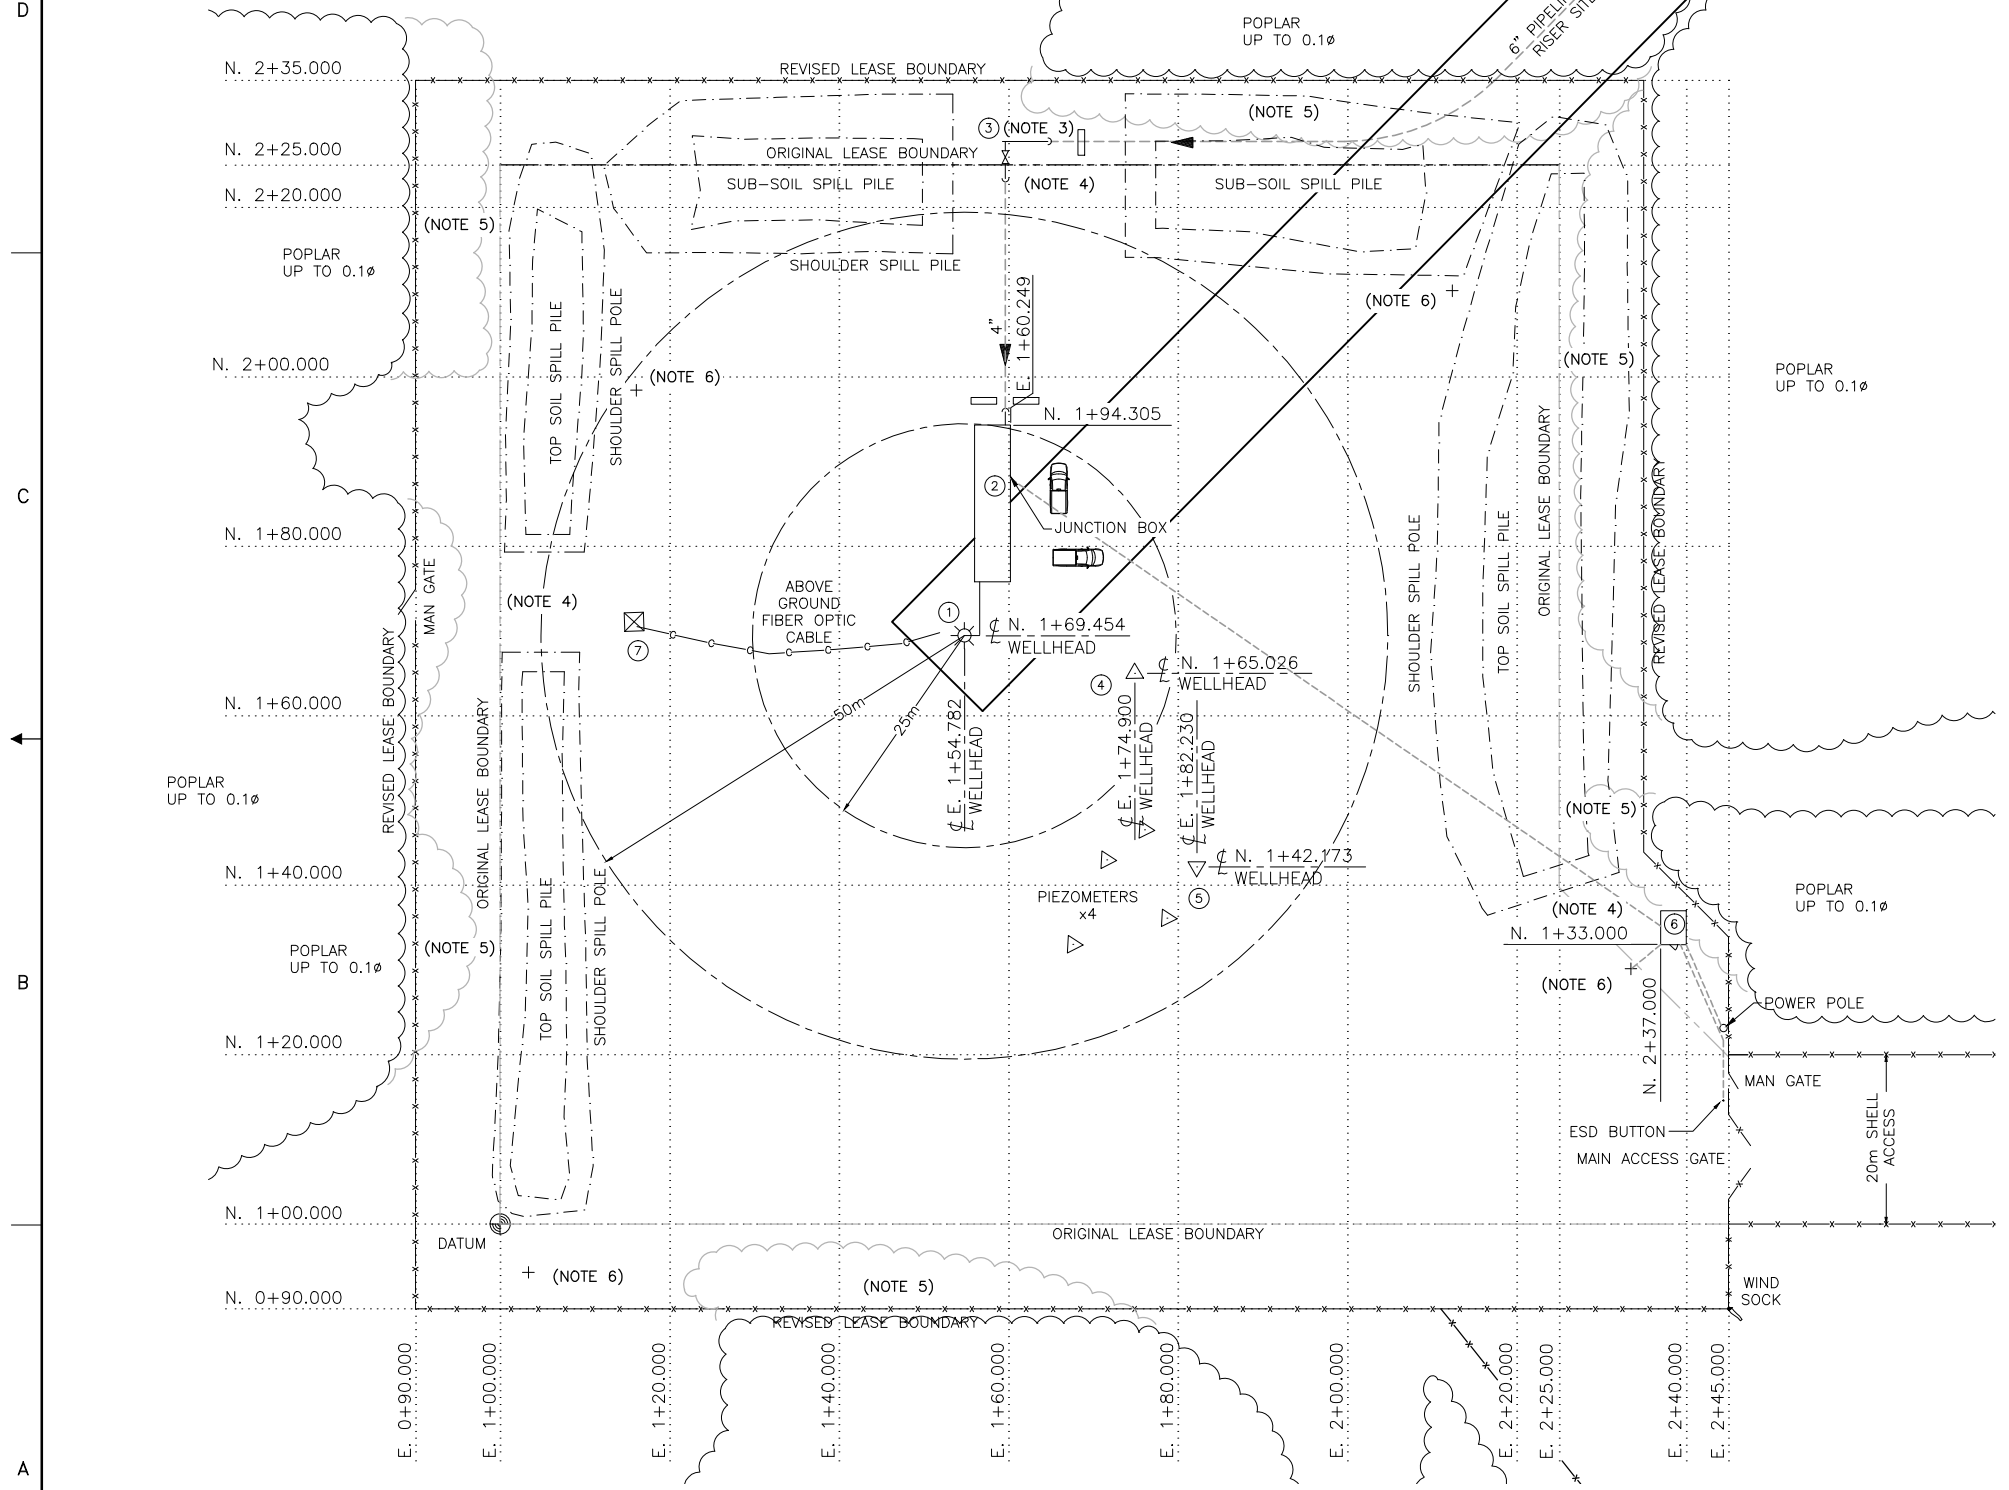 D
C
B
A
POPLAR
UP TO 0.1ø
6" PIPELIN
RISER SITE
N. 2+35.000
REVISED LEASE BOUNDARY
(NOTE 5)
③ (NOTE 3)
N. 2+25.000
ORIGINAL LEASE BOUNDARY
SUB-SOIL SPILL PILE
(NOTE 4)
SUB-SOIL SPILL PILE
N. 2+20.000
(NOTE 5)
POPLAR
UP TO 0.1ø
SHOULDER SPILL PILE
4"
E. 1+60.249
(NOTE 6)
TOP SOIL SPILL PILE
SHOULDER SPILL POLE
N. 2+00.000
(NOTE 6)
(NOTE 5)
POPLAR
UP TO 0.1ø
N. 1+94.305
②
JUNCTION BOX
N. 1+80.000
MAN GATE
(NOTE 4)
ABOVE
GROUND
FIBER OPTIC
CABLE
①
⑦
℄ N. 1+69.454
WELLHEAD
SHOULDER SPILL POLE
TOP SOIL SPILL PILE
ORIGINAL LEASE BOUNDARY
REVISED LEASE BOUNDARY
④
℄ N. 1+65.026
WELLHEAD
N. 1+60.000
50m
25m
℄ E. 1+54.782
WELLHEAD
℄ E. 1+74.900
WELLHEAD
℄ E. 1+82.230
WELLHEAD
REVISED LEASE BOUNDARY
ORIGINAL LEASE BOUNDARY
POPLAR
UP TO 0.1ø
(NOTE 5)
℄ N. 1+42.173
WELLHEAD
N. 1+40.000
PIEZOMETERS
x4
⑤
POPLAR
UP TO 0.1ø
(NOTE 4)
⑥
N. 1+33.000
(NOTE 5)
POPLAR
UP TO 0.1ø
TOP SOIL SPILL PILE
SHOULDER SPILL POLE
(NOTE 6)
N. 2+37.000
POWER POLE
N. 1+20.000
MAN GATE
ESD BUTTON
MAIN ACCESS GATE
20m SHELL
ACCESS
N. 1+00.000
DATUM
ORIGINAL LEASE BOUNDARY
(NOTE 6)
(NOTE 5)
WIND
SOCK
N. 0+90.000
REVISED LEASE BOUNDARY
E. 0+90.000
E. 1+00.000
E. 1+20.000
E. 1+40.000
E. 1+60.000
E. 1+80.000
E. 2+00.000
E. 2+20.000
E. 2+25.000
E. 2+40.000
E. 2+45.000